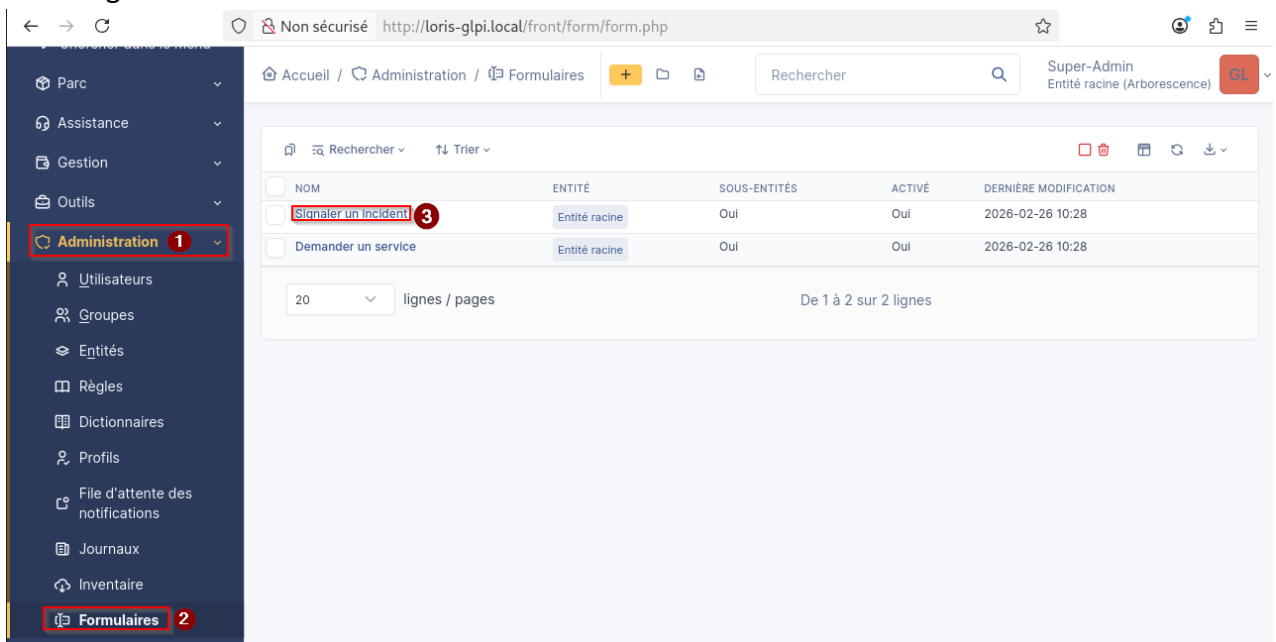 Non sécurisé http://loris-glpi.local/front/form/form.php
Parc
Assistance
Gestion
Outils
Administration 1
Utilisateurs
Groupes
Entités
Règles
Dictionnaires
Profils
File d'attente des
notifications
Journaux
Inventaire
Formulaires 2
Accueil / Administration / Formulaires
Rechercher
Super-Admin
Entité racine (Arborescence)
GL
Rechercher Trier
NOM ENTITÉ SOUS-ENTITÉS ACTIVÉ DERNIÈRE MODIFICATION
Signaler un incident 3 Entité racine Oui Oui 2026-02-26 10:28
Demander un service Entité racine Oui Oui 2026-02-26 10:28
20 lignes / pages De 1 à 2 sur 2 lignes